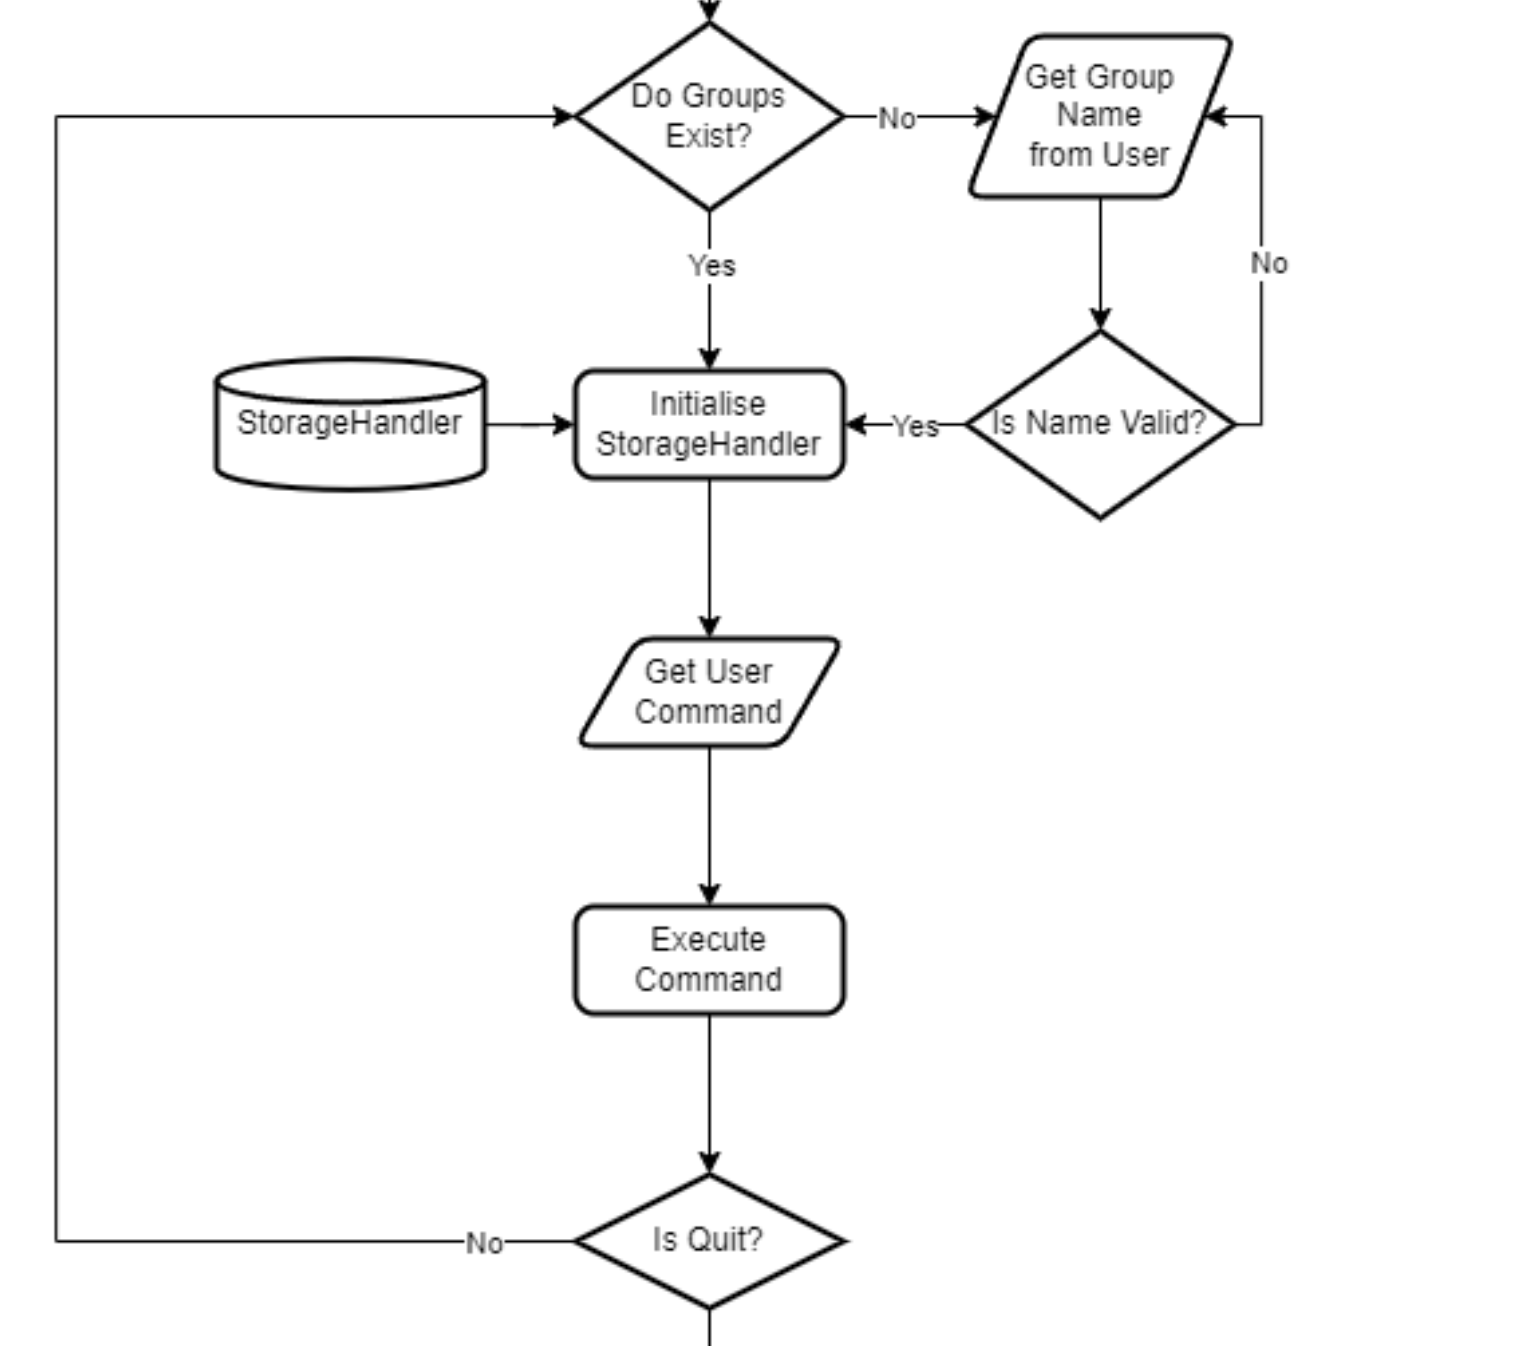 Do Groups
Exist?
No
Get Group
Name
from User
Yes
No
StorageHandler
Initialise
StorageHandler
Yes
Is Name Valid?
Get User
Command
Execute
Command
Is Quit?
No